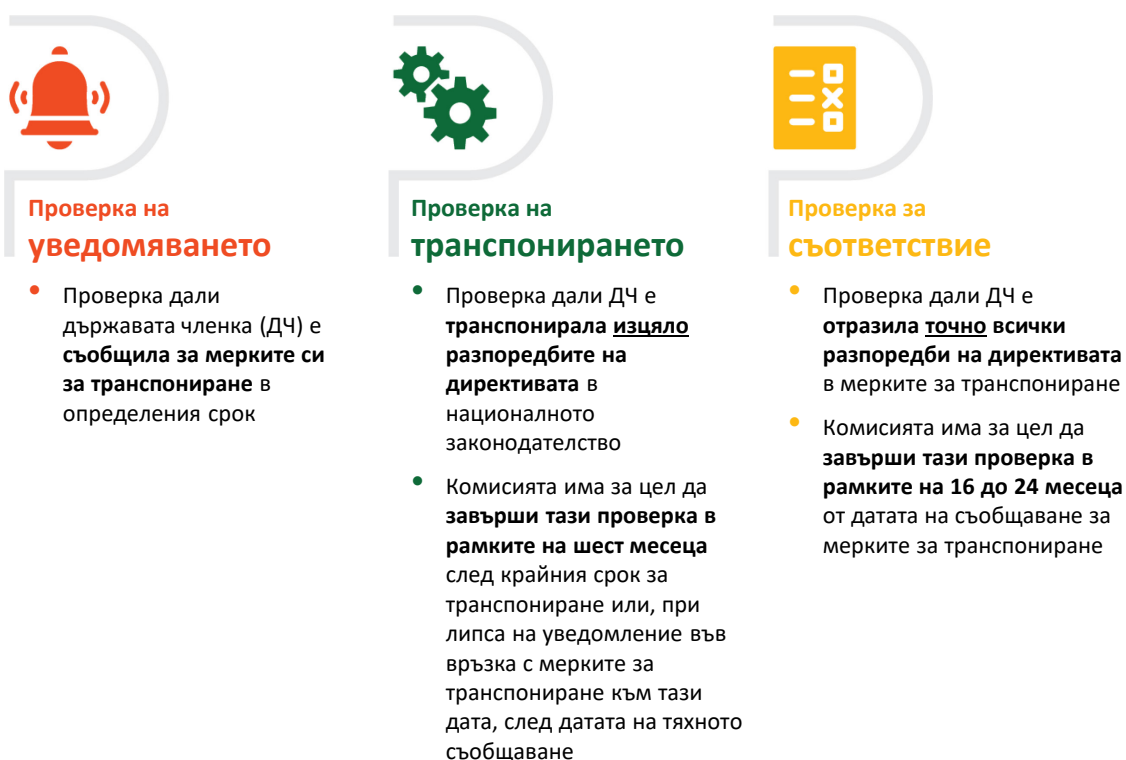 Проверка на
уведомяването
• Проверка дали
държавата членка (ДЧ) е
съобщила за мерките си
за транспониране в
определения срок
Проверка на
транспонирането
• Проверка дали ДЧ е
транспонирала изцяло
разпоредбите на
директивата в
националното
законодателство
• Комисията има за цел да
завърши тази проверка в
рамките на шест месеца
след крайния срок за
транспониране или, при
липса на уведомление във
връзка с мерките за
транспониране към тази
дата, след датата на тяхното
съобщаване
Проверка за
съответствие
• Проверка дали ДЧ е
отразила точно всички
разпоредби на директивата
в мерките за транспониране
• Комисията има за цел да
завърши тази проверка в
рамките на 16 до 24 месеца
от датата на съобщаване за
мерките за транспониране